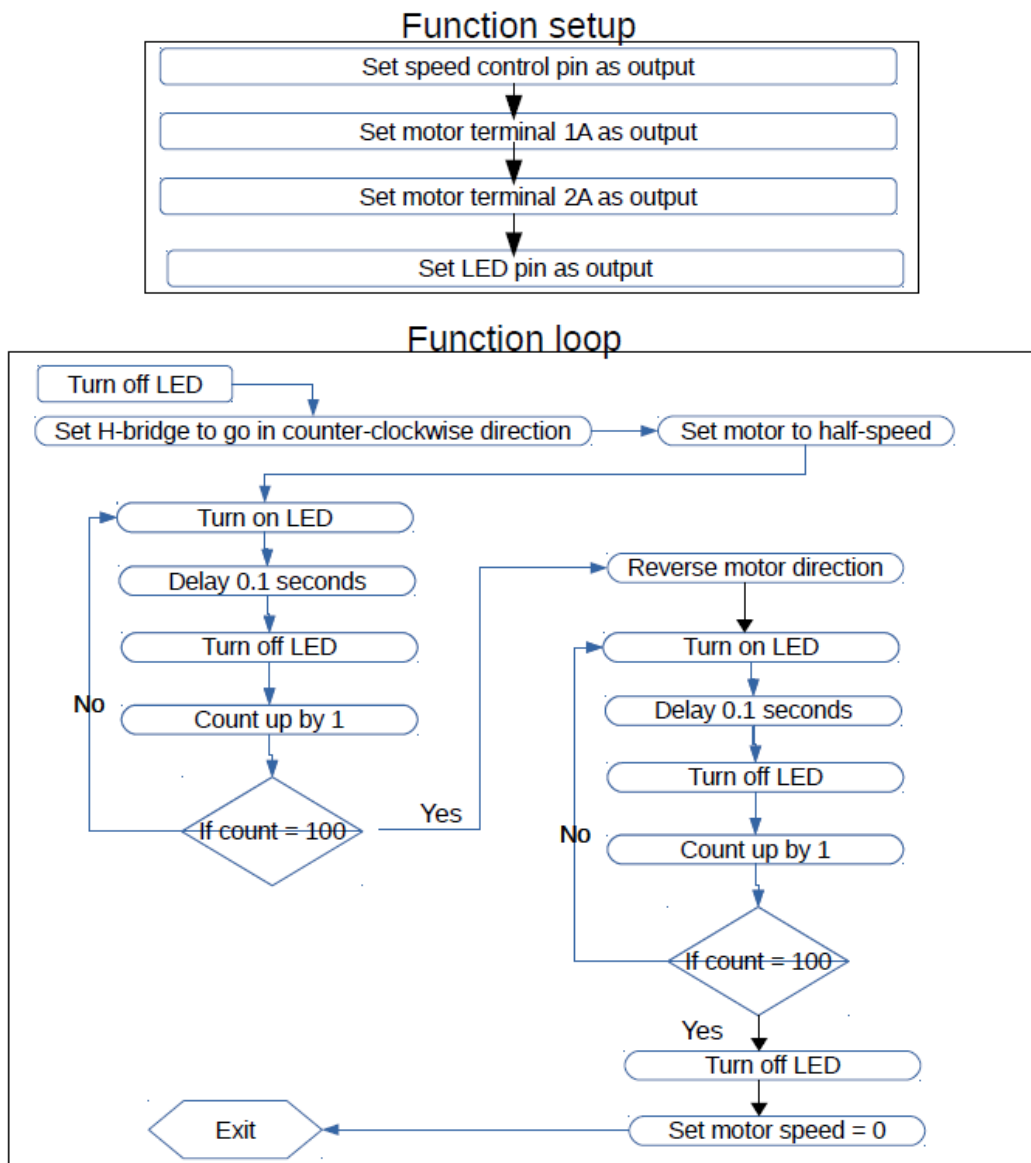 Function setup
Set speed control pin as output
Set motor terminal 1A as output
Set motor terminal 2A as output
Set LED pin as output
Function loop
Turn off LED
Set H-bridge to go in counter-clockwise direction
Set motor to half-speed
Turn on LED
Delay 0.1 seconds
Turn off LED
No
Count up by 1
If count = 100
Yes
Reverse motor direction
Turn on LED
Delay 0.1 seconds
Turn off LED
No
Count up by 1
If count = 100
Yes
Turn off LED
Set motor speed = 0
Exit